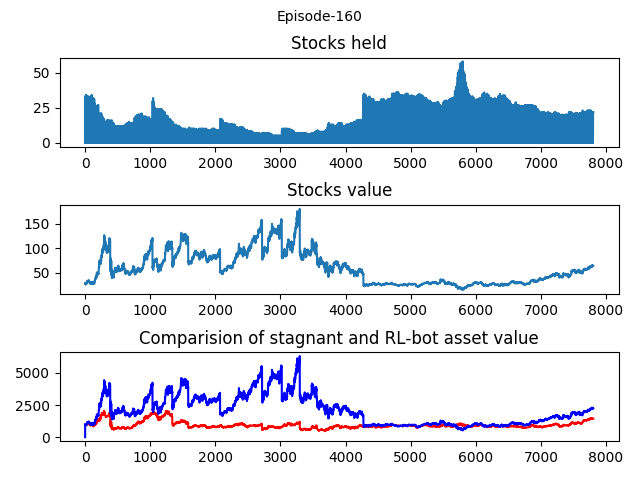 Episode-160
Stocks held
50
25
0
0 1000 2000 3000 4000 5000 6000 7000 8000
Stocks value
150
100
50
0 1000 2000 3000 4000 5000 6000 7000 8000
Comparision of stagnant and RL-bot asset value
5000
2500
0
0 1000 2000 3000 4000 5000 6000 7000 8000